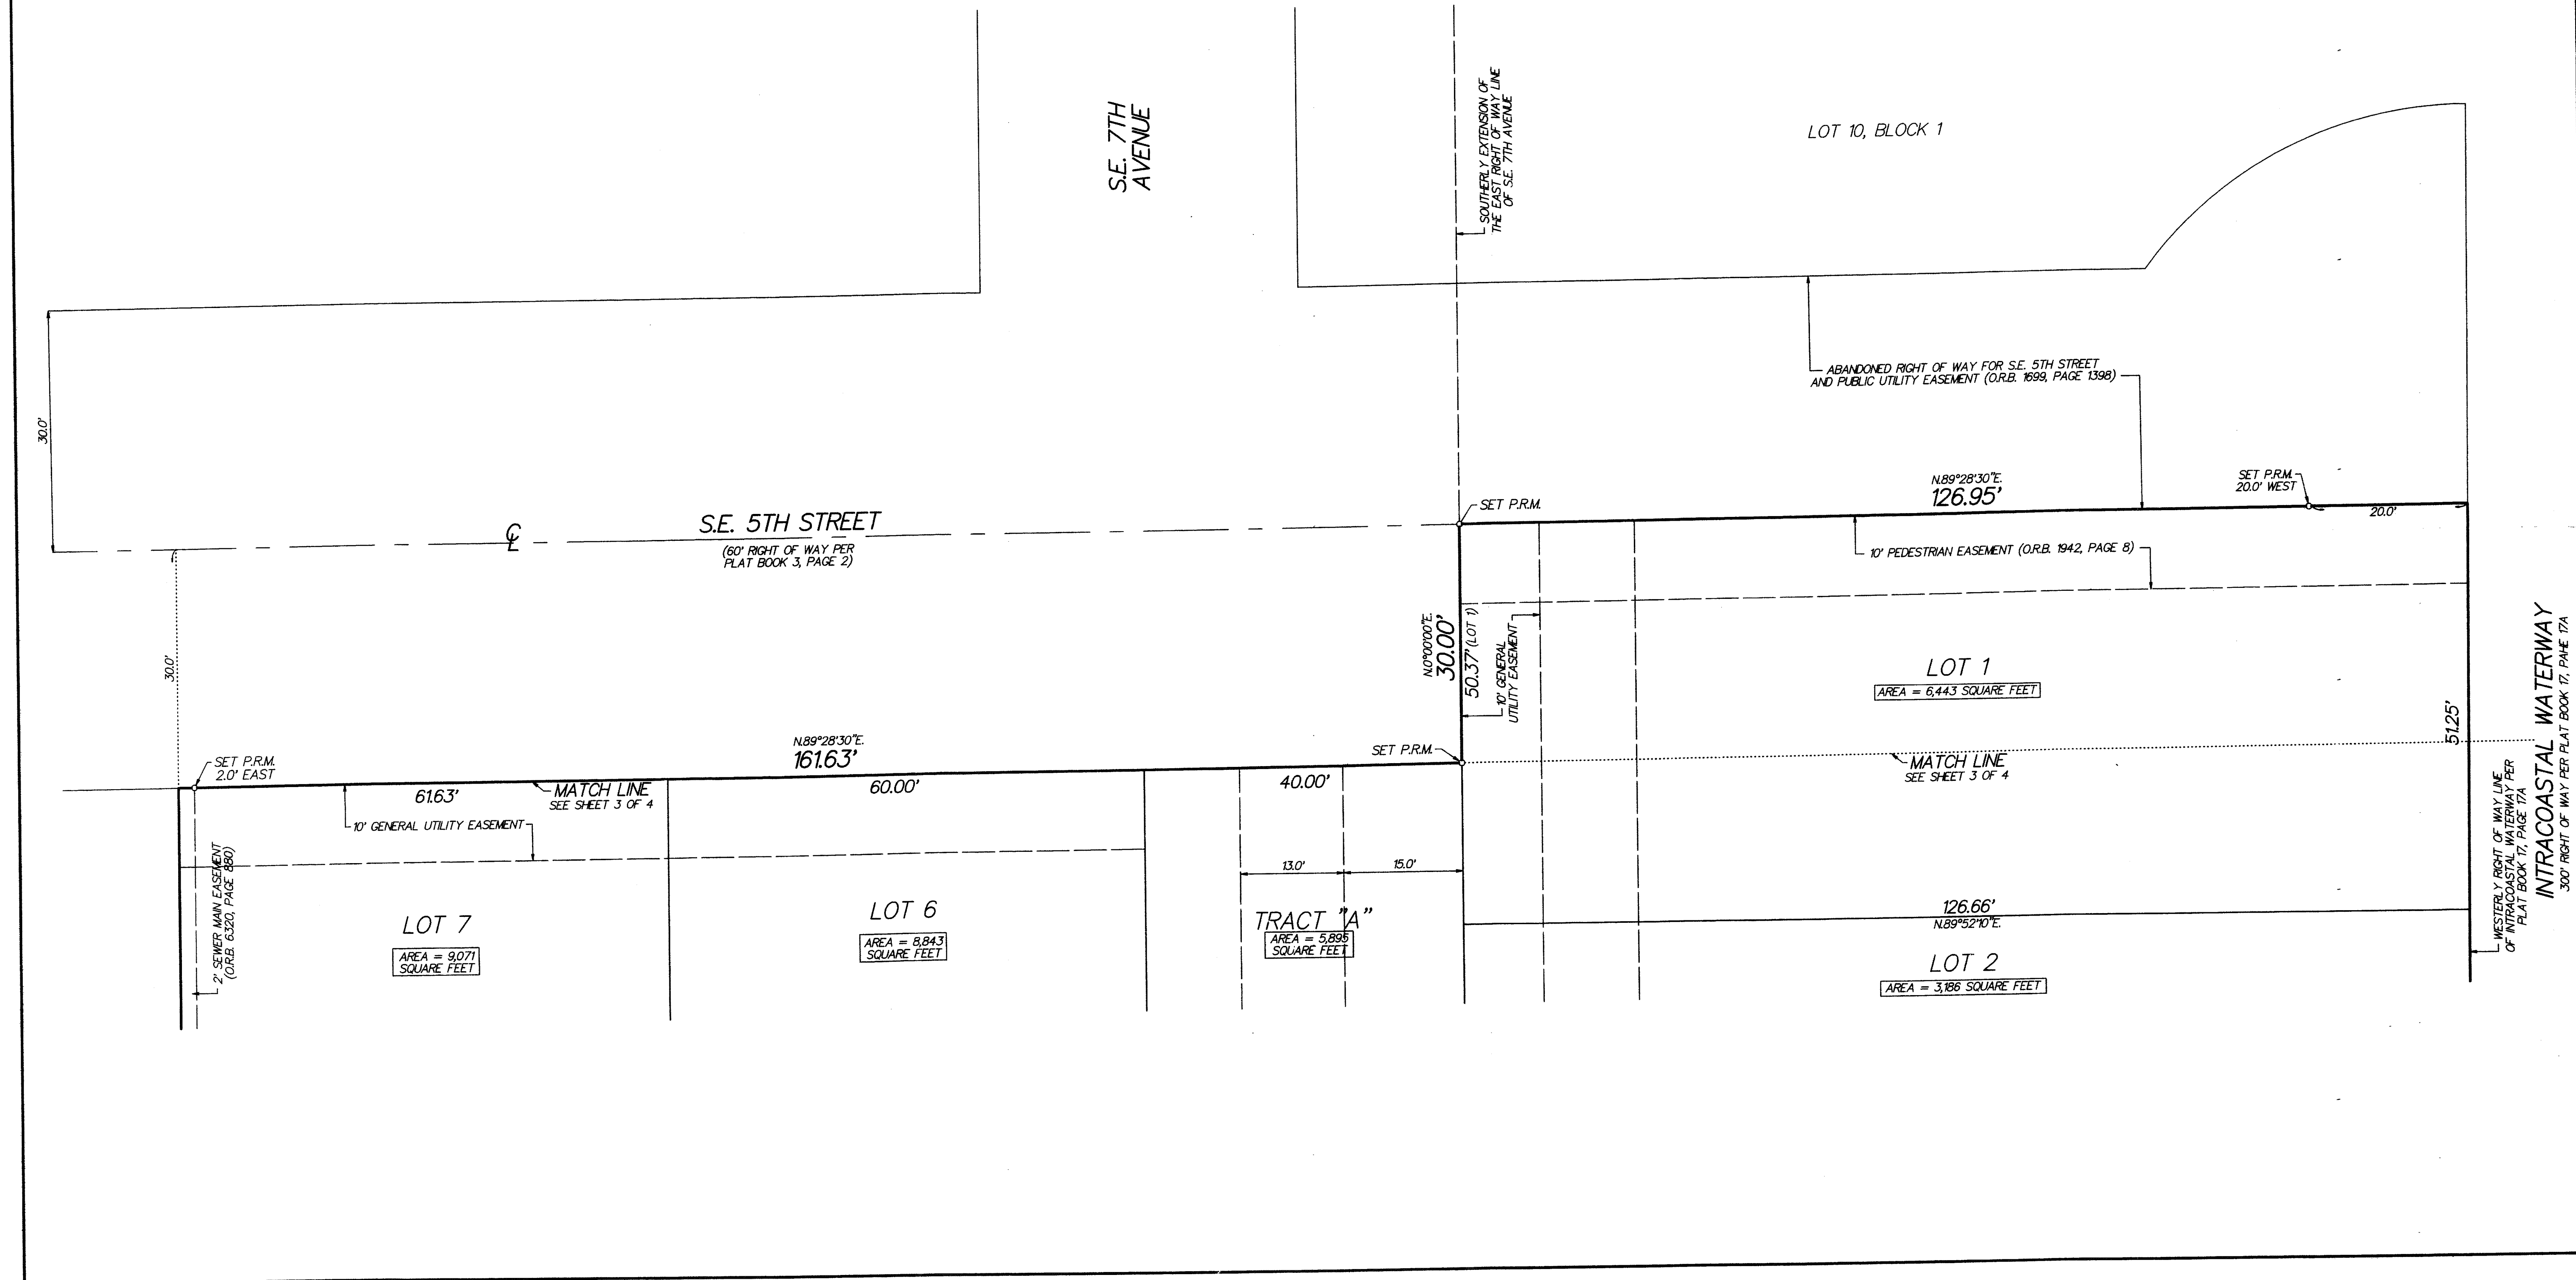 S.E. 7TH
AVENUE
SOUTHERLY EXTENSION OF
THE EAST RIGHT OF WAY LINE
OF S.E. 7TH AVENUE
LOT 10, BLOCK 1
ABANDONED RIGHT OF WAY FOR S.E. 5TH STREET
AND PUBLIC UTILITY EASEMENT (O.R.B. 1699, PAGE 1398)
30.0'
S.E. 5TH STREET
(60' RIGHT OF WAY PER
PLAT BOOK 3, PAGE 2)
SET P.R.M.
N.89°28'30"E.
126.95'
SET P.R.M.
20.0' WEST
20.0'
10' PEDESTRIAN EASEMENT (O.R.B. 1942, PAGE 8)
30.0'
N.0°00'00"E.
30.00'
50.37' (LOT 1)
10' GENERAL
UTILITY EASEMENT
LOT 1
AREA = 6,443 SQUARE FEET
51.25'
INTRACOASTAL WATERWAY
300' RIGHT OF WAY PER PLAT BOOK 17, PAHE 17A
WESTERLY RIGHT OF WAY LINE
OF INTRACOASTAL WATERWAY PER
PLAT BOOK 17, PAGE 17A
SET P.R.M.
2.0' EAST
N.89°28'30"E.
161.63'
SET P.R.M.
MATCH LINE
SEE SHEET 3 OF 4
61.63'
MATCH LINE
SEE SHEET 3 OF 4
60.00'
40.00'
10' GENERAL UTILITY EASEMENT
2' SEWER MAIN EASEMENT
(O.R.B. 6320, PAGE 880)
13.0'
15.0'
LOT 7
AREA = 9,071
SQUARE FEET
LOT 6
AREA = 8,843
SQUARE FEET
TRACT "A"
AREA = 5,895
SQUARE FEET
126.66'
N.89°52'10"E.
LOT 2
AREA = 3,186 SQUARE FEET